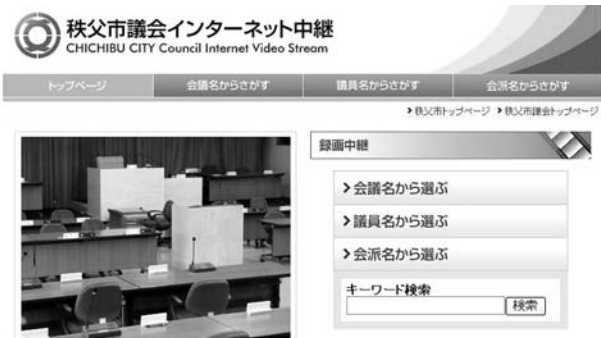 秩父市議会インターネット中継
CHICHIBU CITY Council Internet Video Stream
トップページ 会議名からさがす 議員名からさがす 会派名からさがす
秩父市トップページ 秩父市議会トップページ
録画中継
会議名から選ぶ
議員名から選ぶ
会派名から選ぶ
キーワード検索
検索